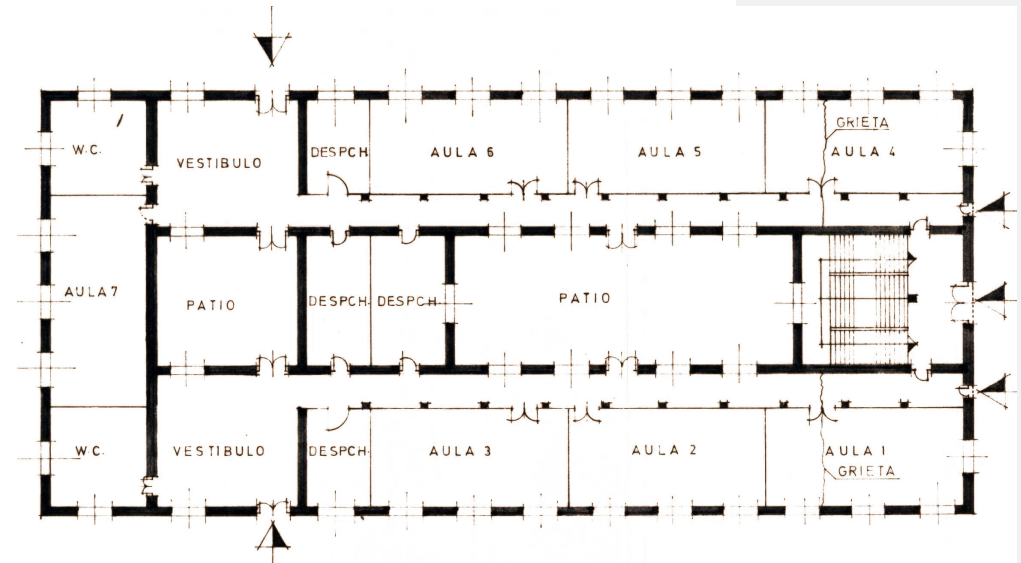 GRIETA
W.C.
VESTIBULO
DESPCH.
AULA 6
AULA 5
AULA 4
AULA 7
PATIO
DESPCH.
DESPCH.
PATIO
W.C.
VESTIBULO
DESPCH.
AULA 3
AULA 2
AULA 1
GRIETA